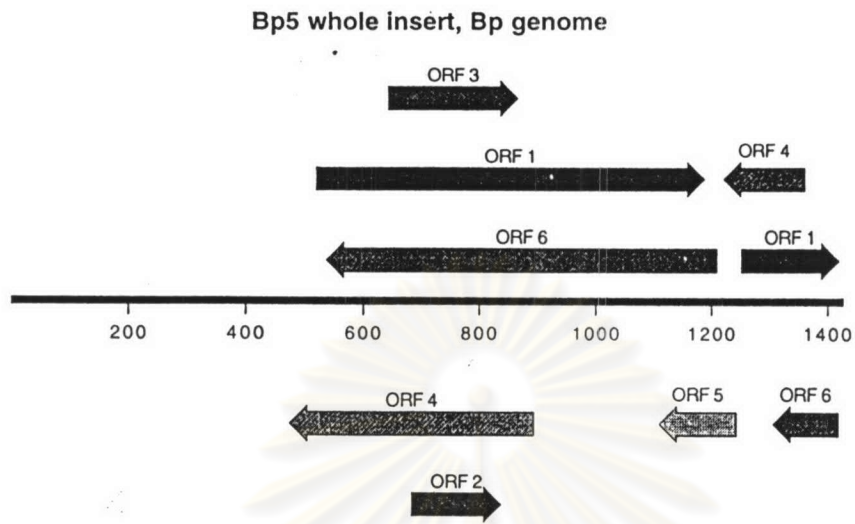 Bp5 whole insert, Bp genome
ORF 3
ORF 1
ORF 4
ORF 6
ORF 1
200 400 600 800 1000 1200 1400
ORF 4
ORF 5
ORF 6
ORF 2